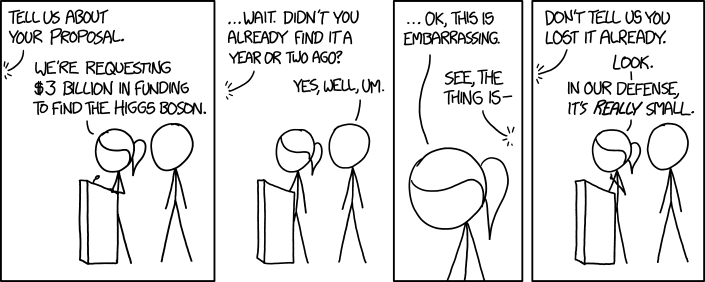 TELL US ABOUT
YOUR PROPOSAL.
WE'RE REQUESTING
$3 BILLION IN FUNDING
TO FIND THE HIGGS BOSON.
...WAIT. DIDN'T YOU
ALREADY FIND IT A
YEAR OR TWO AGO?
YES, WELL, UM.
... OK, THIS IS
EMBARRASSING.
SEE, THE
THING IS—
DON'T TELL US YOU
LOST IT ALREADY.
LOOK.
IN OUR DEFENSE,
IT'S REALLY SMALL.